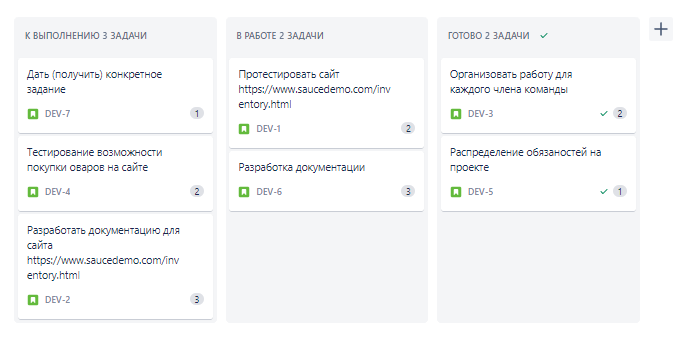 К ВЫПОЛНЕНИЮ 3 ЗАДАЧИ
Дать (получить) конкретное
задание
DEV-7 1
Тестирование возможности
покупки оваров на сайте
DEV-4 2
Разработать документацию для
сайта
https://www.saucedemo.com/inv
entory.html
DEV-2 3
В РАБОТЕ 2 ЗАДАЧИ
Протестировать сайт
https://www.saucedemo.com/inv
entory.html
DEV-1 2
Разработка документации
DEV-6 3
ГОТОВО 2 ЗАДАЧИ
Организовать работу для
каждого члена команды
DEV-3 2
Распределение обязаностей на
проекте
DEV-5 1